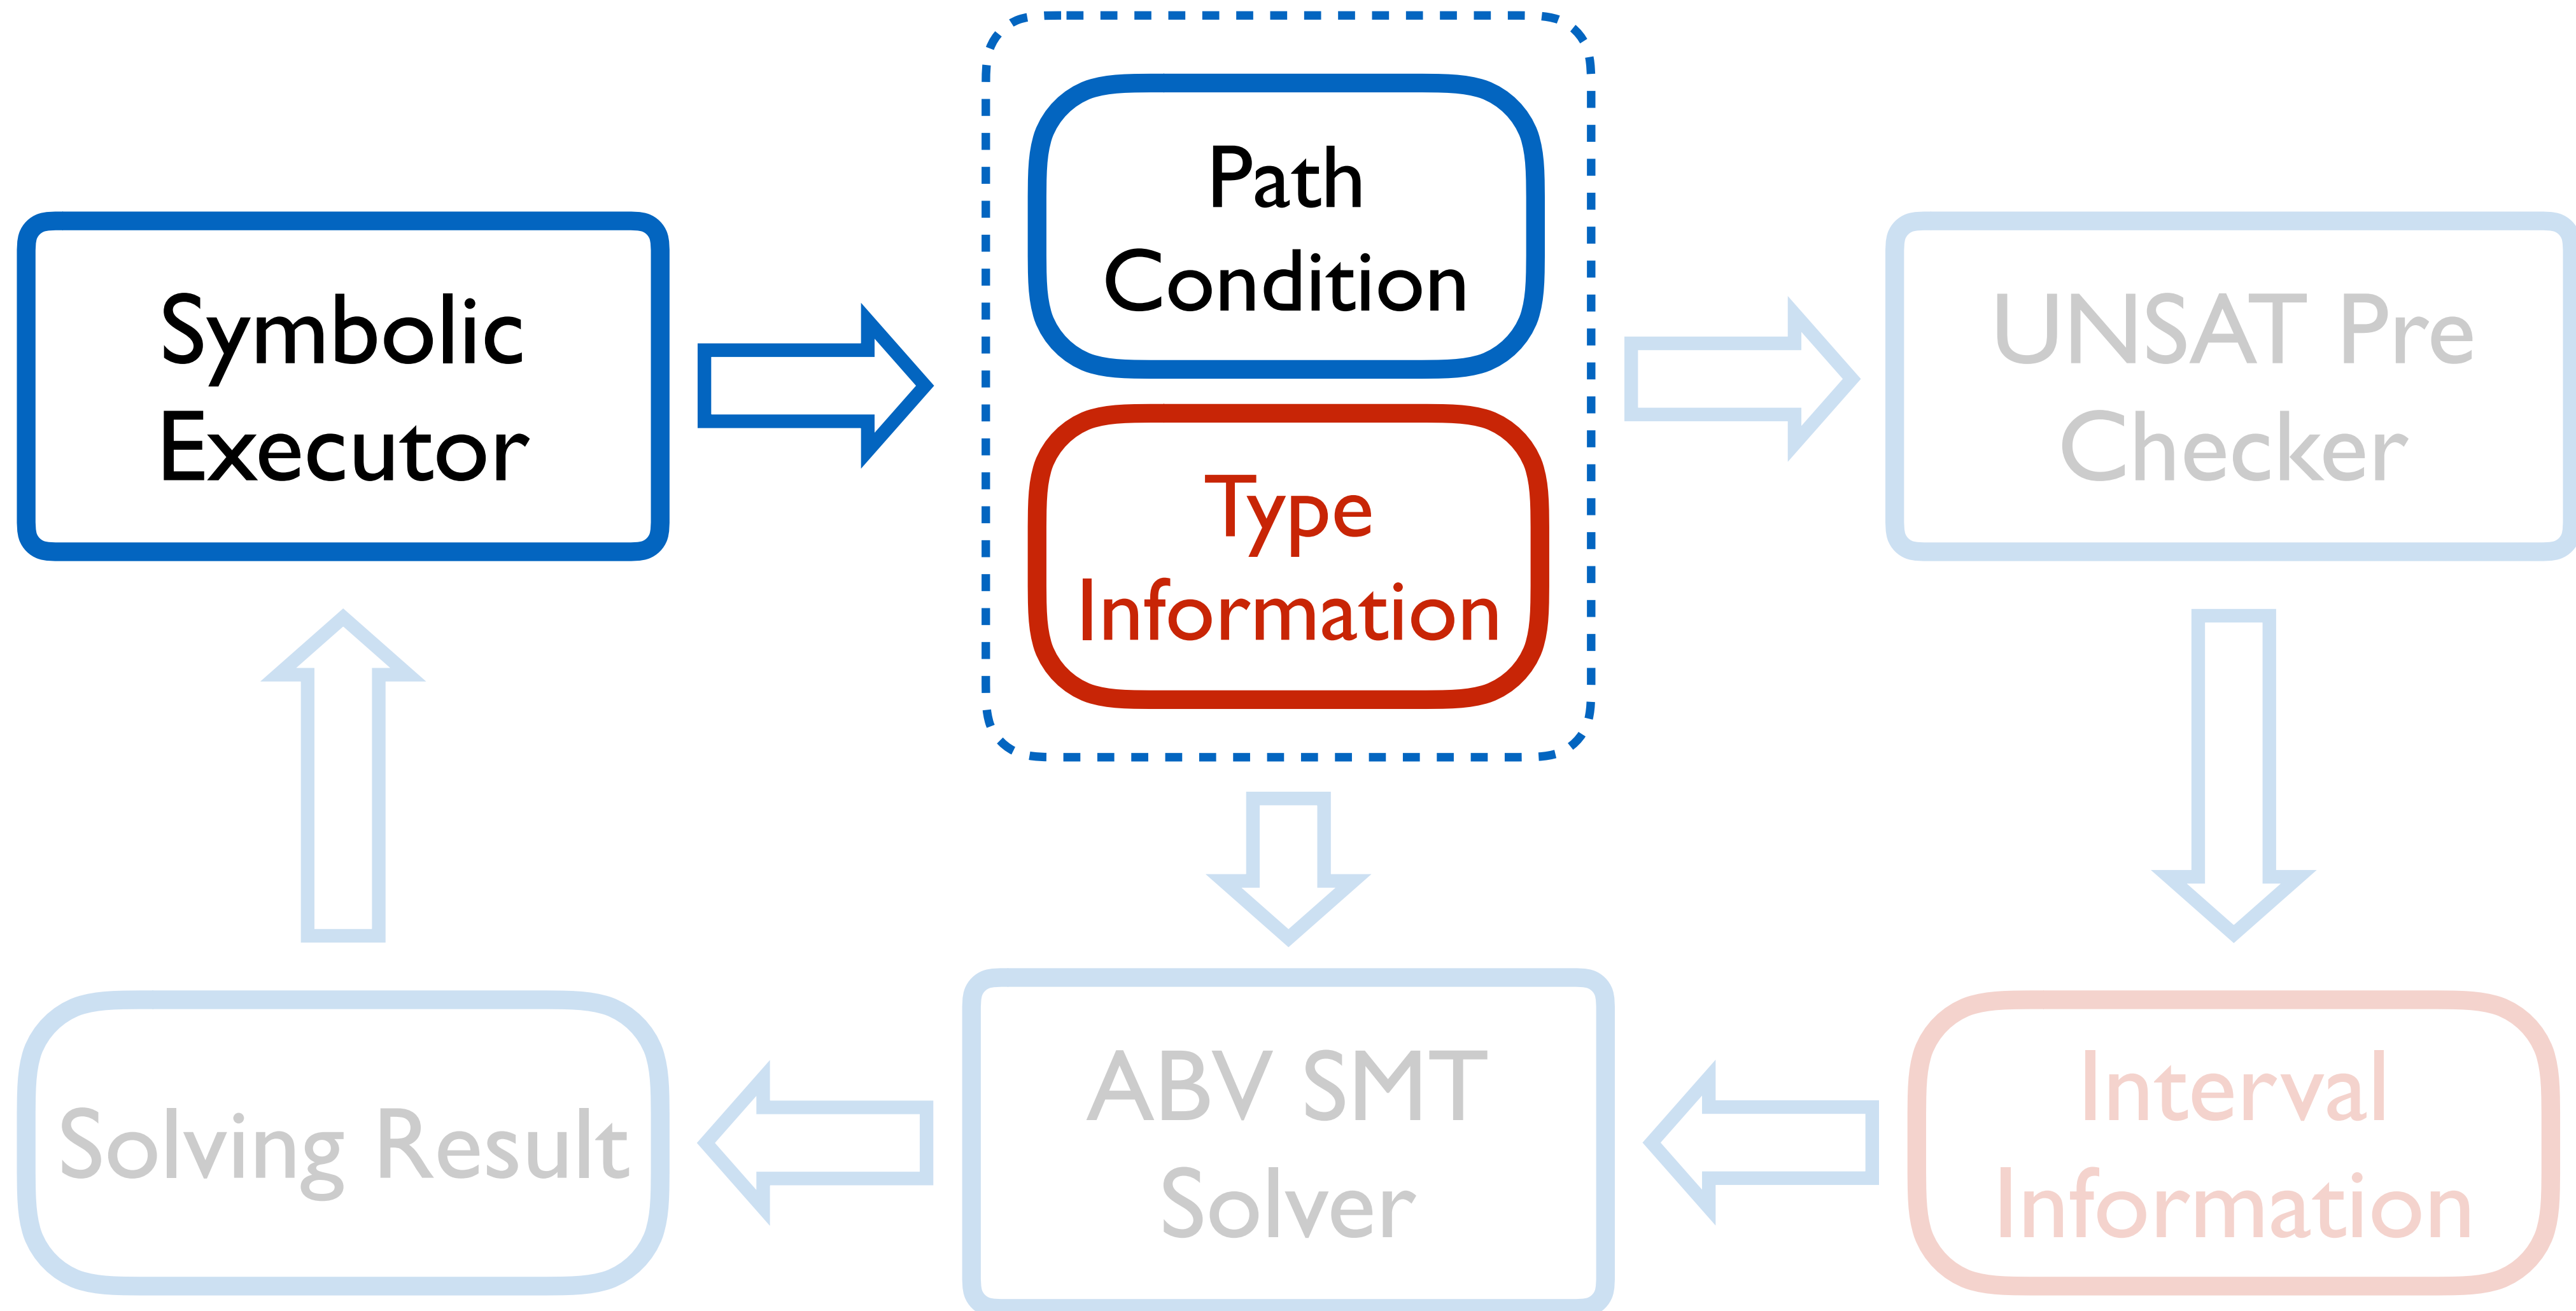 Symbolic
Executor
Path
Condition
Type
Information
UNSAT Pre
Checker
Solving Result
ABV SMT
Solver
Interval
Information